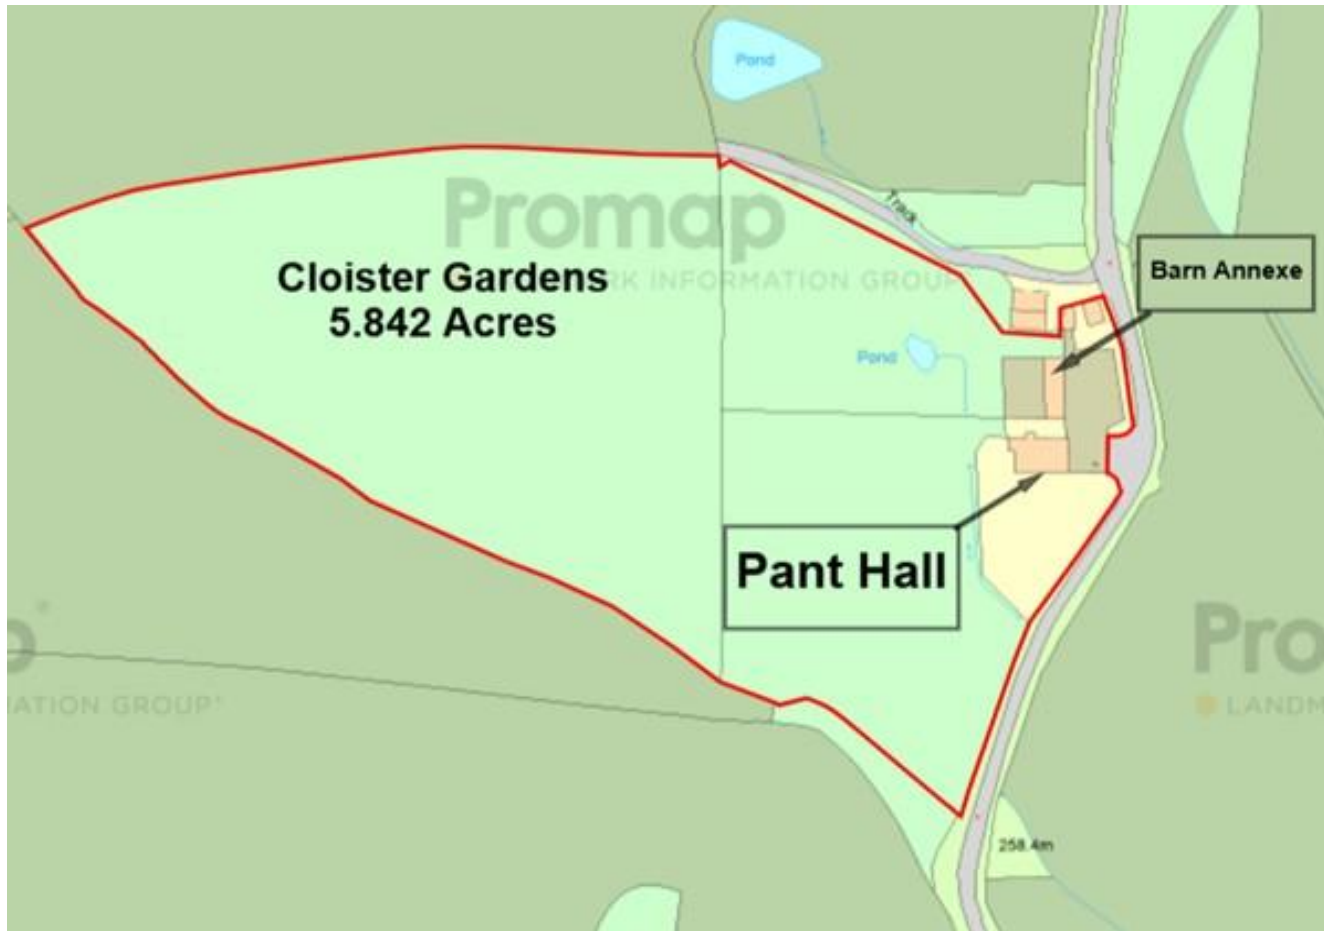 Pond
Promap
RK INFORMATION GROUP
Track
Barn Annexe
Cloister Gardens
5.842 Acres
Pond
Pant Hall
p
MATION GROUP
Pro
LANDM
258.4m